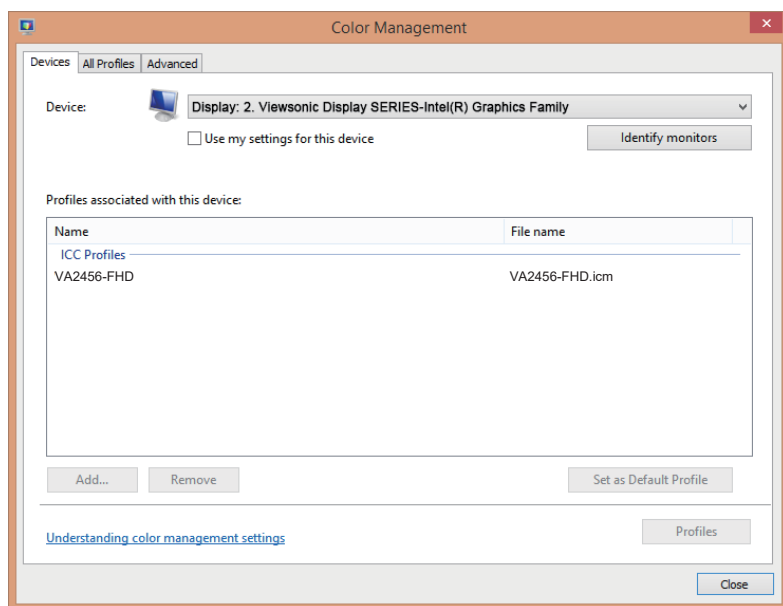 Color Management
Devices All Profiles Advanced
Device: Display: 2. Viewsonic Display SERIES-Intel(R) Graphics Family
Use my settings for this device Identify monitors
Profiles associated with this device:
Name File name
ICC Profiles
VA2456-FHD VA2456-FHD.icm
Add... Remove Set as Default Profile
Understanding color management settings Profiles
Close